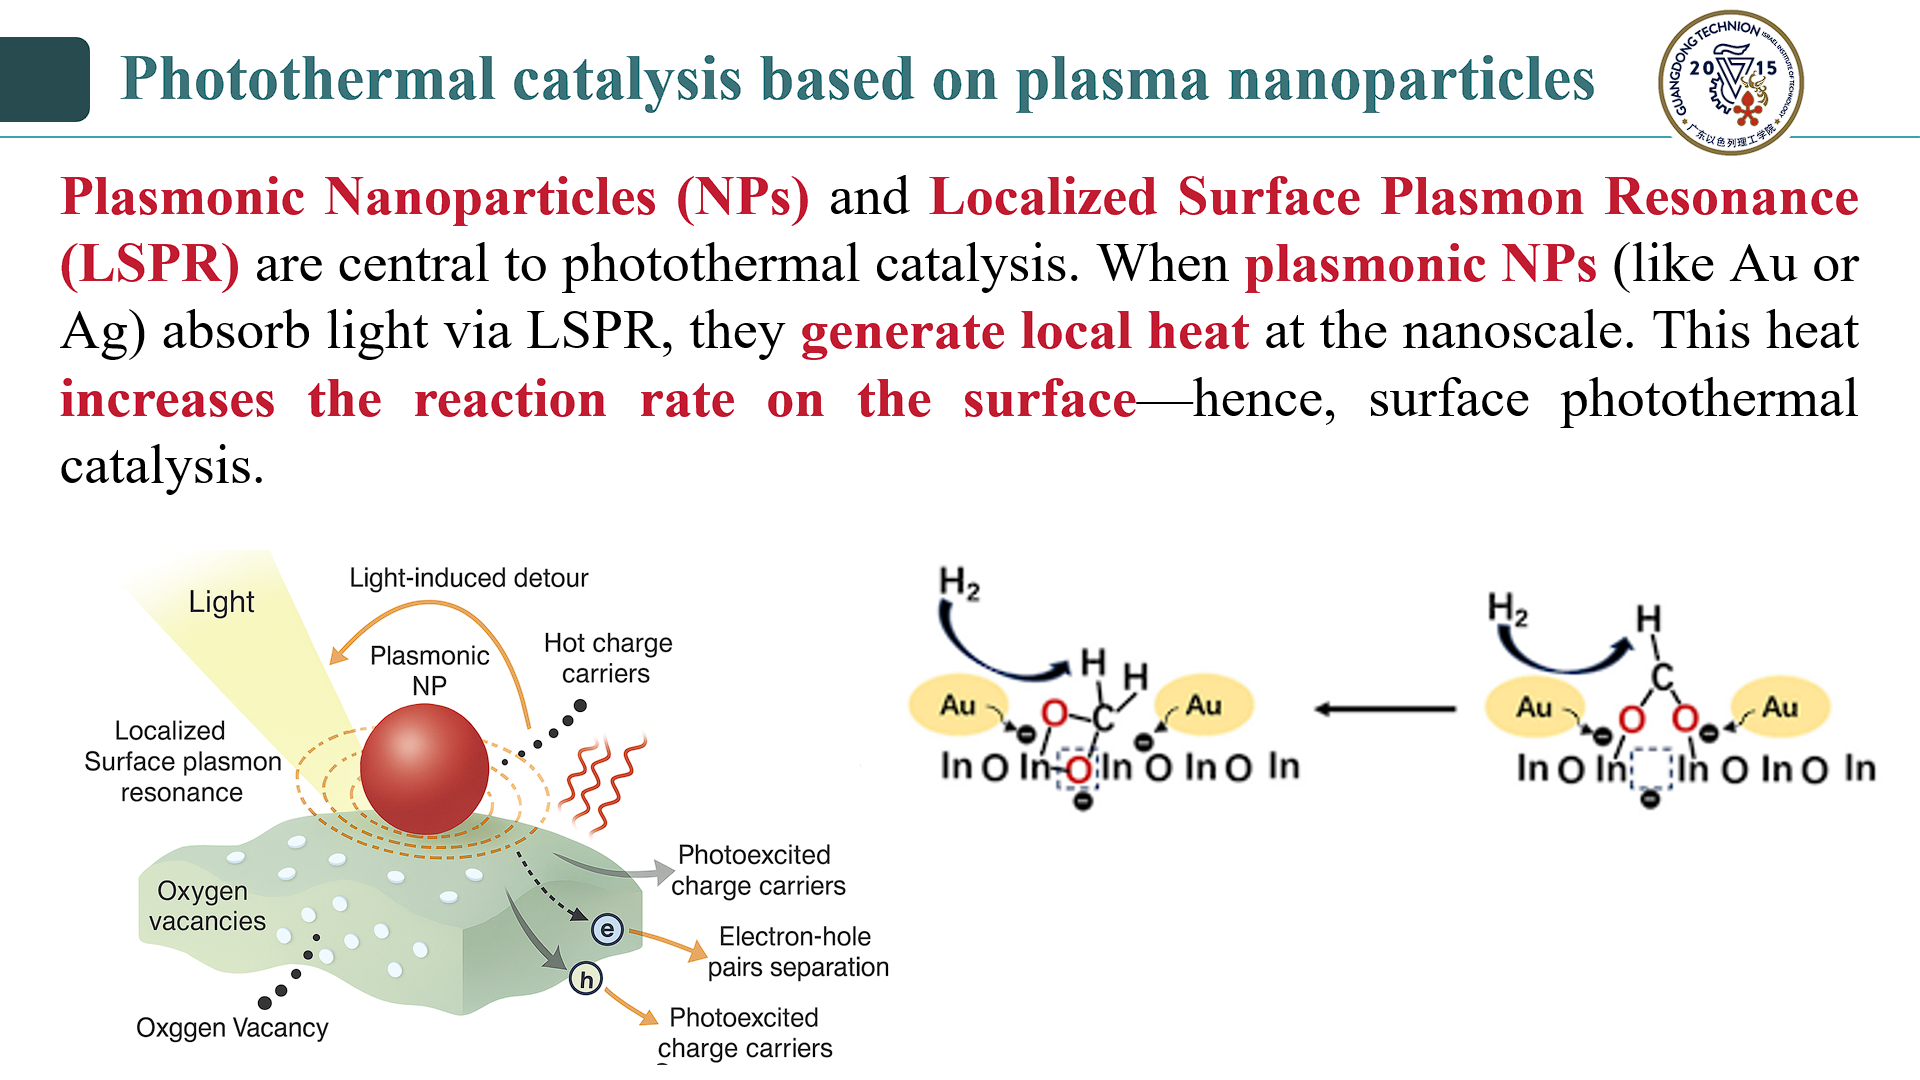 Photothermal catalysis based on plasma nanoparticles
GUANGDONG TECHNION ISRAEL INSTITUTE OF TECHNOLOGY
2015
广东以色列理工学院
Plasmonic Nanoparticles (NPs) and Localized Surface Plasmon Resonance
(LSPR) are central to photothermal catalysis. When plasmonic NPs (like Au or
Ag) absorb light via LSPR, they generate local heat at the nanoscale. This heat
increases the reaction rate on the surface—hence, surface photothermal
catalysis.
Light
Light-induced detour
Plasmonic
NP
Hot charge
carriers
Localized
Surface plasmon
resonance
Oxygen
vacancies
Oxggen Vacancy
Photoexcited
charge carriers
e
Electron-hole
pairs separation
h
Photoexcited
charge carriers
H2
H
H
Au
O
C
Au
In O In O In O In O In
H2
H
C
Au
O
O
Au
In O In In O In O In